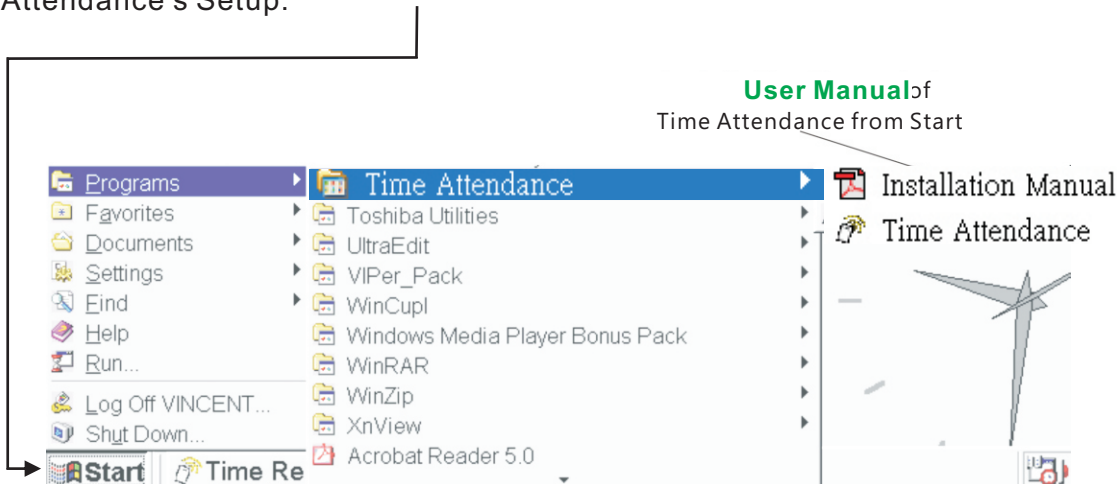 Attendance's Setup.
User Manual of
Time Attendance from Start
Programs
Favorites
Documents
Settings
Find
Help
Run...
Log Off VINCENT...
Shut Down...
Start
Time Re
Time Attendance
Toshiba Utilities
UltraEdit
VIPer_Pack
WinCupl
Windows Media Player Bonus Pack
WinRAR
WinZip
XnView
Acrobat Reader 5.0
Installation Manual
Time Attendance